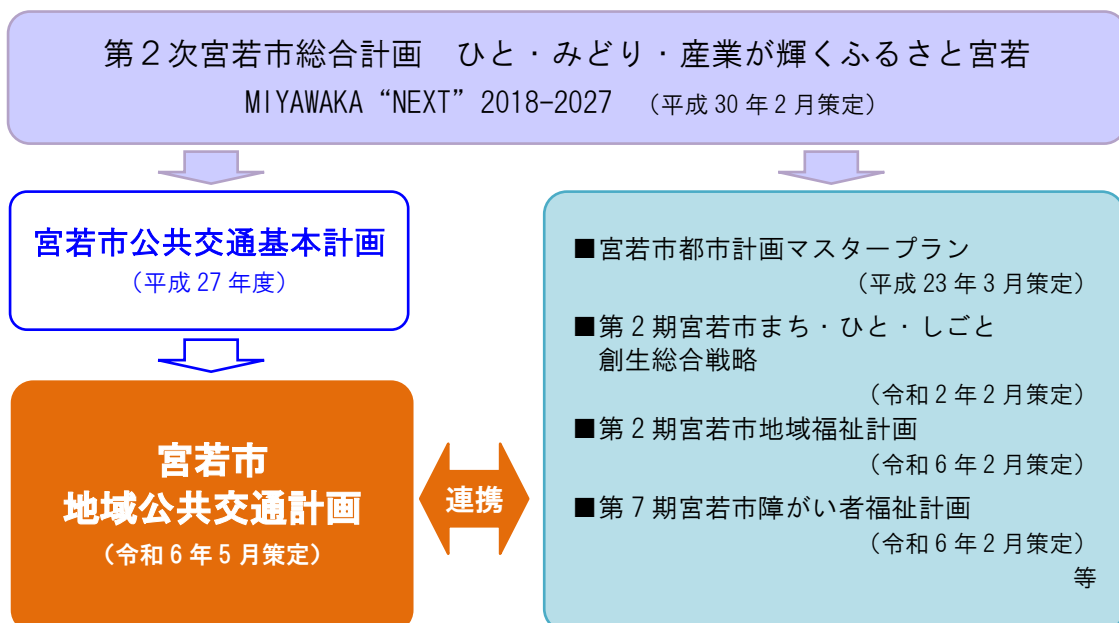 第２次宮若市総合計画　ひと・みどり・産業が輝くふるさと宮若
MIYAWAKA “NEXT” 2018-2027　（平成 30 年 2 月策定）
宮若市公共交通基本計画
（平成 27 年度）
宮若市
地域公共交通計画
（令和 6 年 5 月策定）
連携
■宮若市都市計画マスタープラン
（平成 23 年 3 月策定）
■第 2 期宮若市まち・ひと・しごと
創生総合戦略
（令和 2 年 2 月策定）
■第 2 期宮若市地域福祉計画
（令和 6 年 2 月策定）
■第 7 期宮若市障がい者福祉計画
（令和 6 年 2 月策定）
等